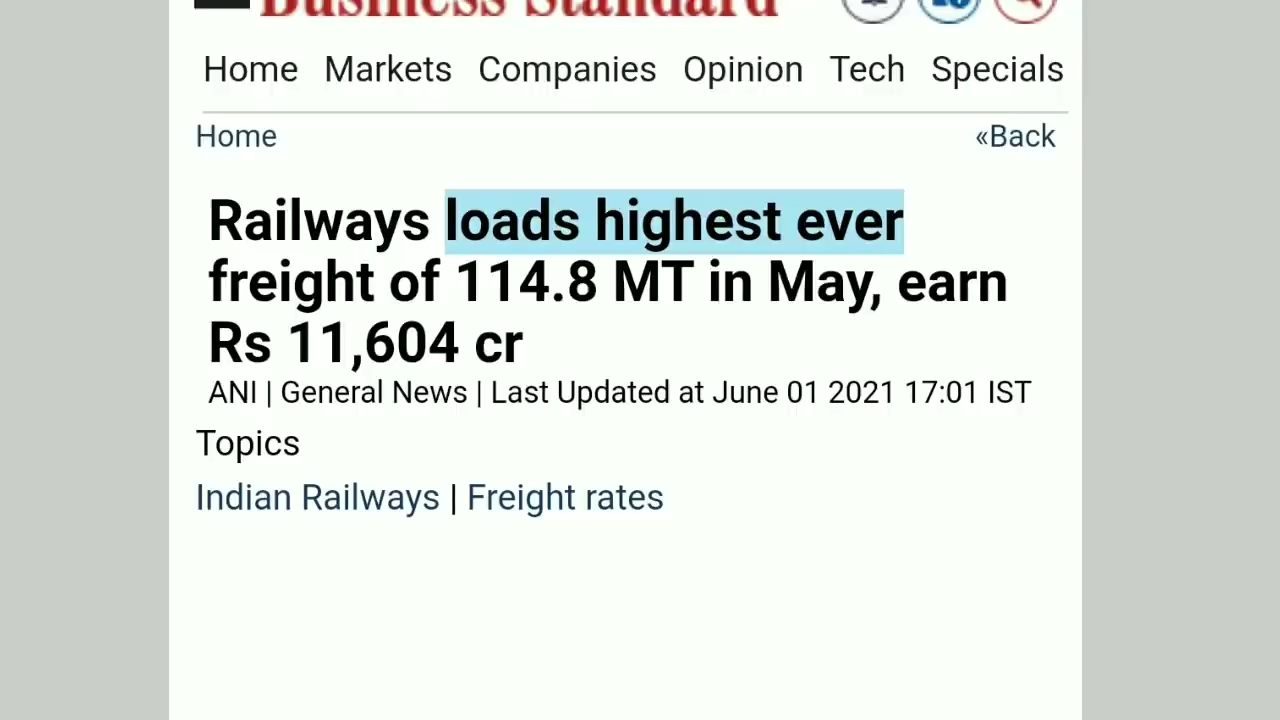 Business Standard
Home Markets Companies Opinion Tech Specials
Home «Back
Railways loads highest ever
freight of 114.8 MT in May, earn
Rs 11,604 cr
ANI | General News | Last Updated at June 01 2021 17:01 IST
Topics
Indian Railways | Freight rates